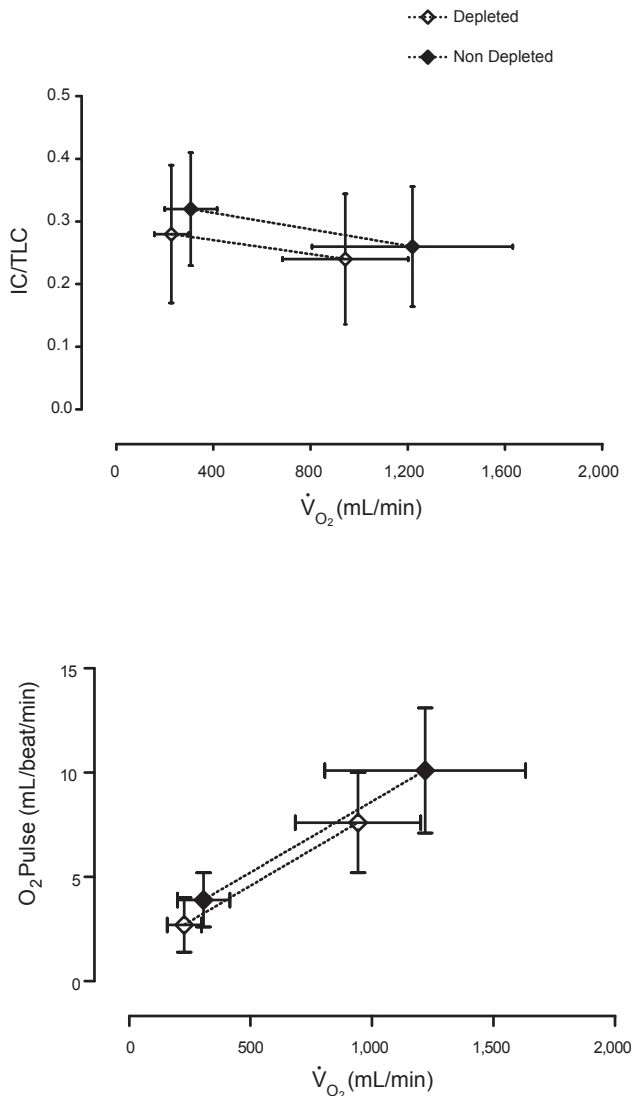 Depleted
Non Depleted
0.5
0.4
0.3
0.2
0.1
0.0
IC/TLC
0 400 800 1,200 1,600 2,000
V̇O₂ (mL/min)
15
10
5
0
O₂ Pulse (mL/beat/min)
0 500 1,000 1,500 2,000
V̇O₂ (mL/min)